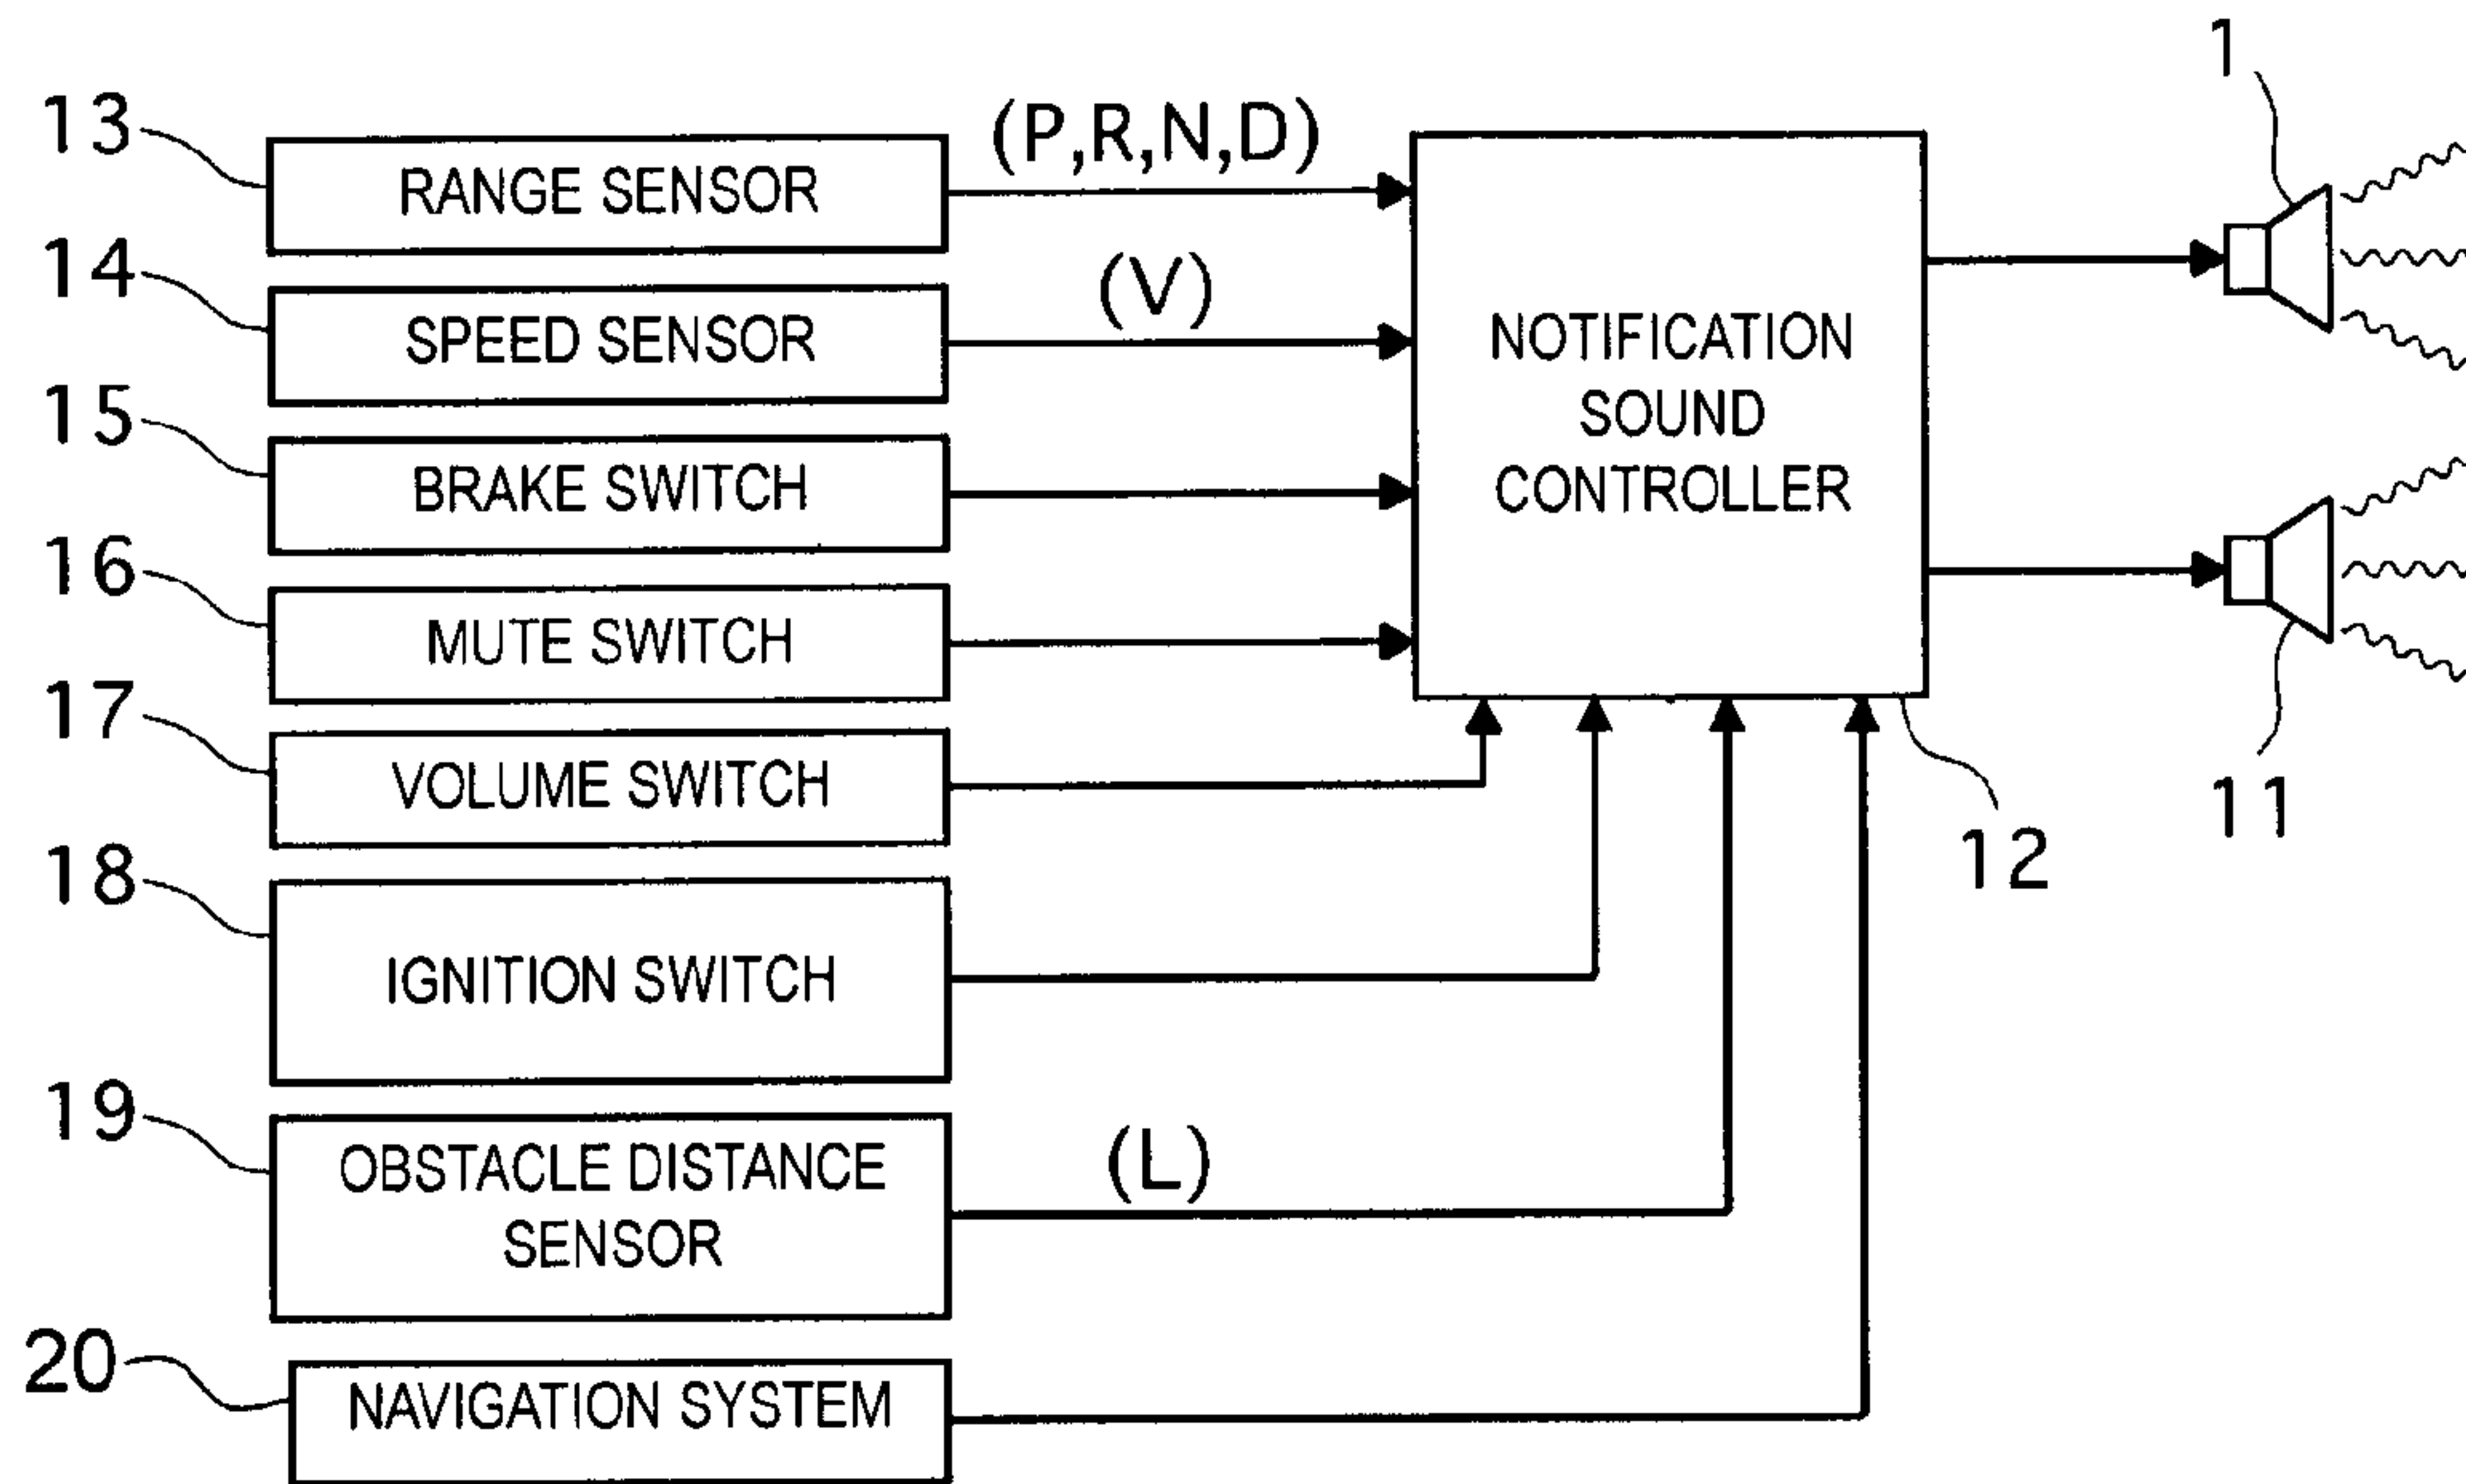 1
13
RANGE SENSOR
(P,R,N,D)
14
SPEED SENSOR
(V)
15
BRAKE SWITCH
16
MUTE SWITCH
NOTIFICATION
SOUND
CONTROLLER
17
VOLUME SWITCH
11
12
18
IGNITION SWITCH
19
OBSTACLE DISTANCE
SENSOR
(L)
20
NAVIGATION SYSTEM